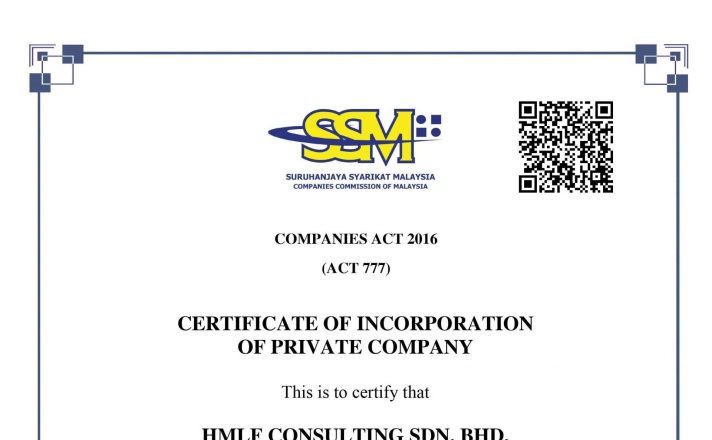 SSM
SURUHANJAYA SYARIKAT MALAYSIA
COMPANIES COMMISSION OF MALAYSIA
COMPANIES ACT 2016
(ACT 777)
CERTIFICATE OF INCORPORATION
OF PRIVATE COMPANY
This is to certify that
HMLF CONSULTING SDN. BHD.